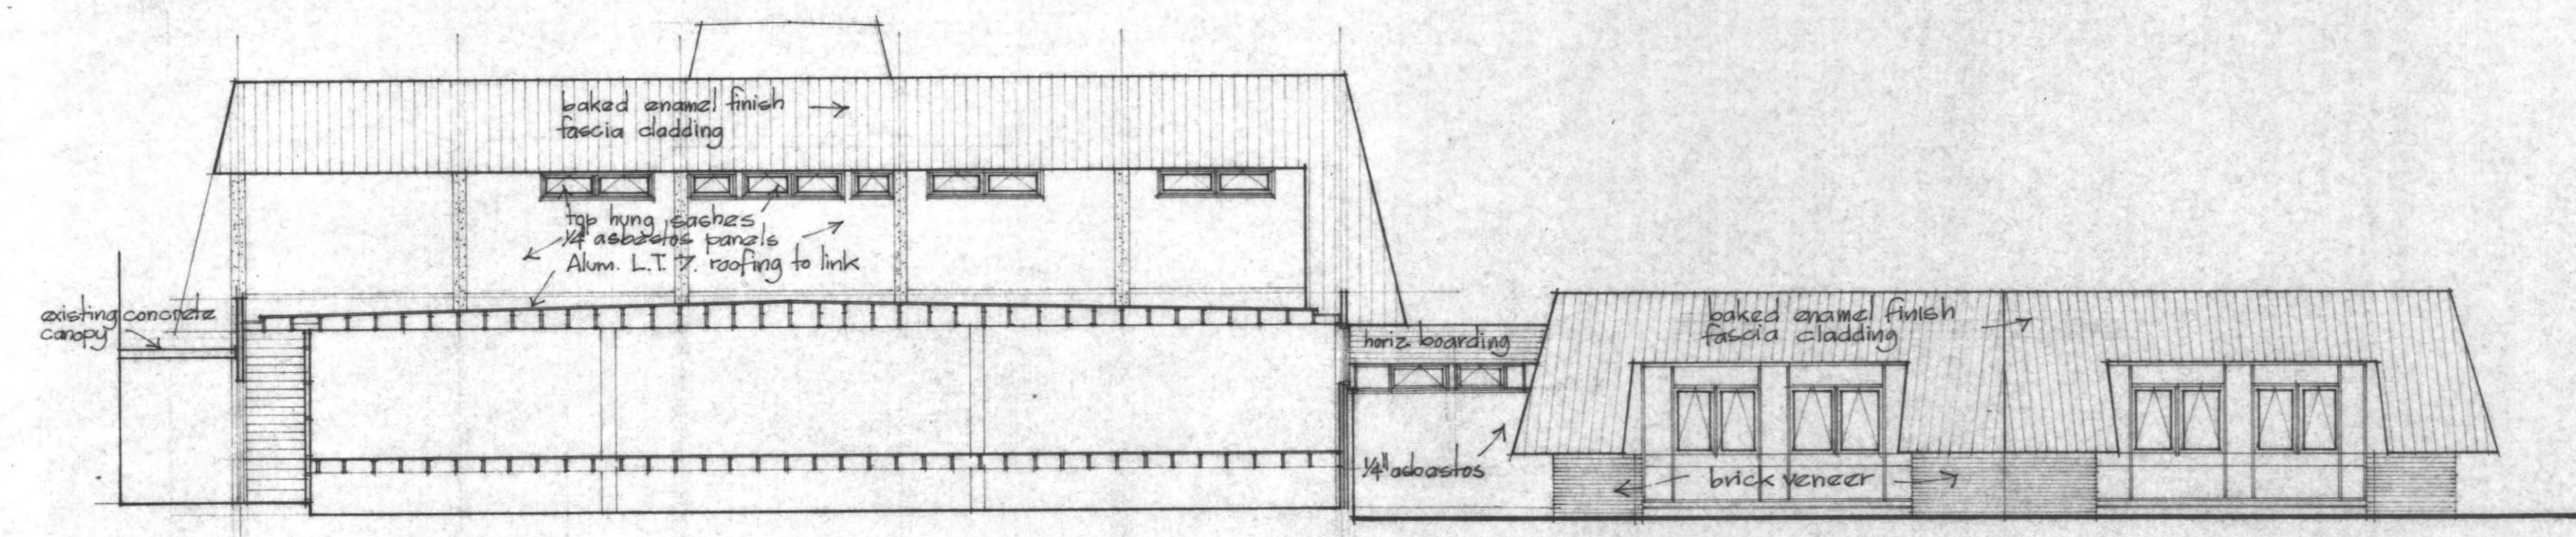 baked enamel finish
fascia cladding
top hung sashes
1/4" asbestos panels
Alum. L.T. 7. roofing to link
existing concrete
canopy
horiz. boarding
1/4" asbestos
baked enamel finish
fascia cladding
brick veneer